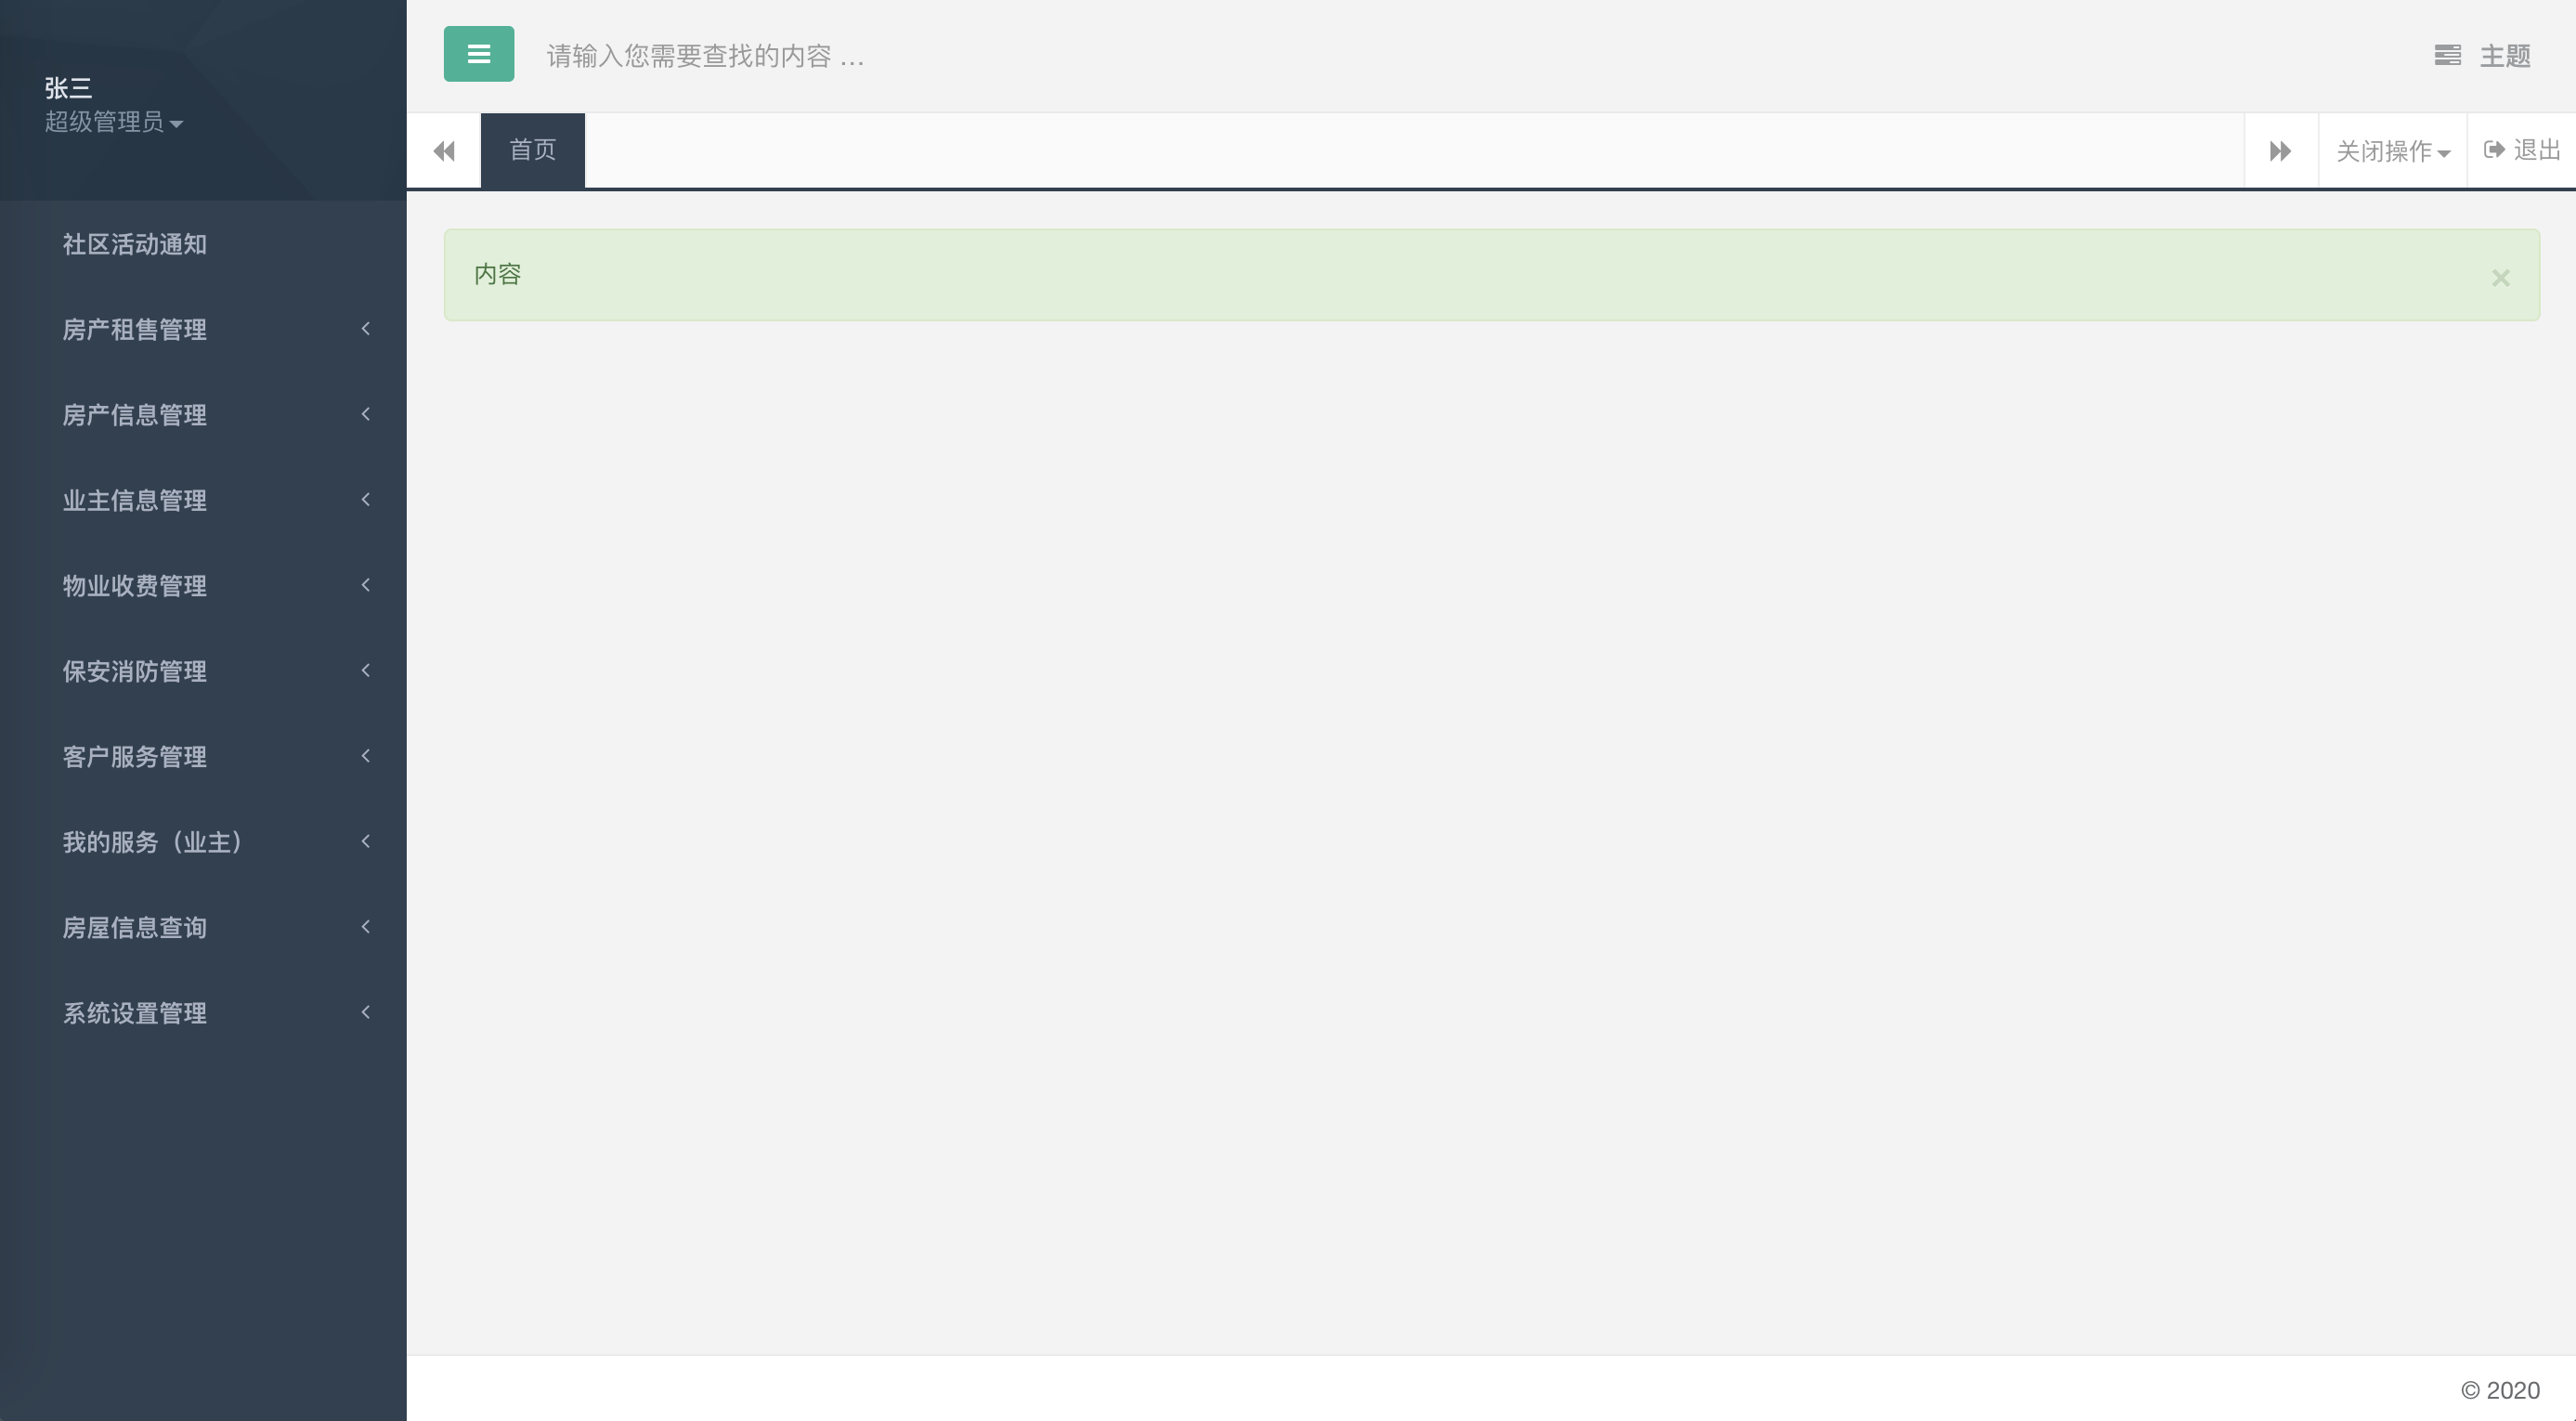 张三
超级管理员
社区活动通知
房产租售管理
房产信息管理
业主信息管理
物业收费管理
保安消防管理
客户服务管理
我的服务（业主）
房屋信息查询
系统设置管理
请输入您需要查找的内容 …
主题
首页
关闭操作
退出
内容
×
© 2020